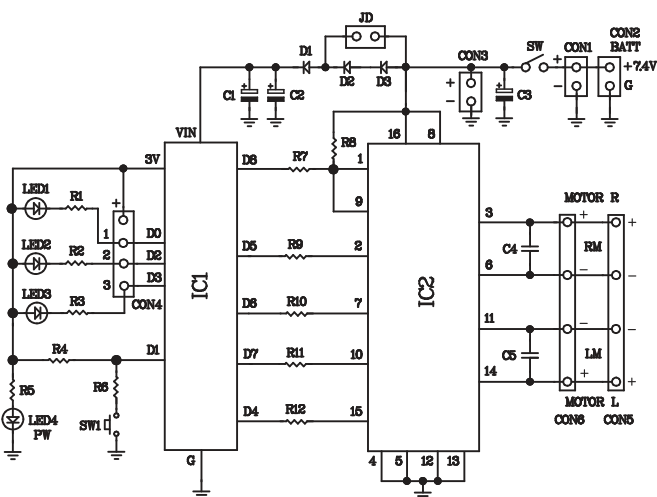 JD
D1
D2
D3
C1
C2
+
+
CON3
+
−
SW
+
C3
+
−
CON1
CON2
BATT
+7.4V
G
VIN
16
8
R8
3V
D8
R7
1
9
LED1
R1
+
1
D0
LED2
R2
2
D2
LED3
R3
3
D3
CON4
IC1
D5
R9
2
IC2
D6
R10
7
R4
D1
D7
R11
10
R5
R6
D4
R12
15
LED4
PW
SW1
G
4
5
12
13
MOTOR R
3
C4
+
RM
+
6
−
−
11
−
−
C5
LM
14
+
+
MOTOR L
CON6
CON5